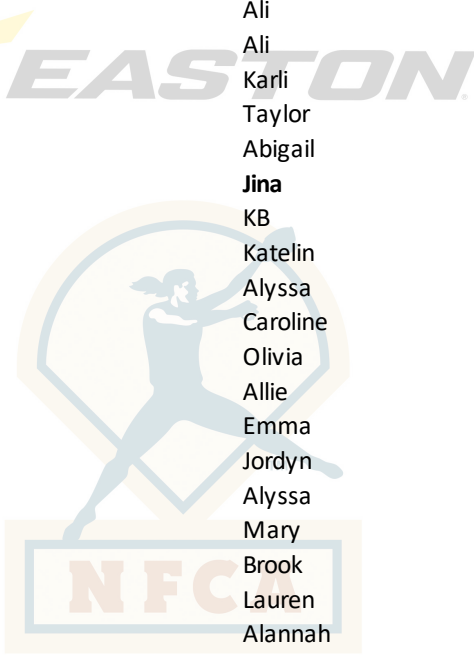 Ali
Ali
EASTON
Karli
Taylor
Abigail
Jina
KB
Katelin
Alyssa
Caroline
Olivia
Allie
Emma
Jordyn
Alyssa
Mary
Brook
NFCA
Lauren
Alannah